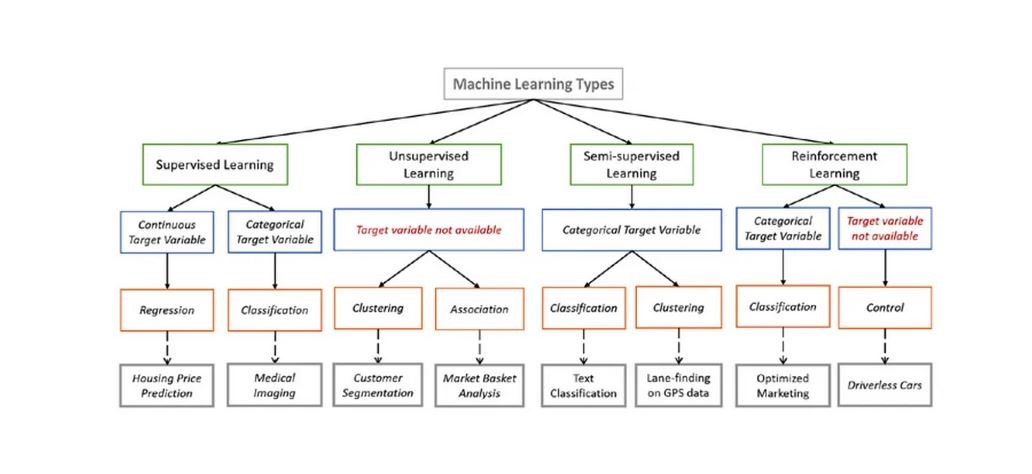 Machine Learning Types
Supervised Learning
Unsupervised
Learning
Semi-supervised
Learning
Reinforcement
Learning
Continuous
Target Variable
Categorical
Target Variable
Target variable not available
Categorical Target Variable
Categorical
Target Variable
Target variable
not available
Regression
Classification
Clustering
Association
Classification
Clustering
Classification
Control
Housing Price
Prediction
Medical
Imaging
Customer
Segmentation
Market Basket
Analysis
Text
Classification
Lane-finding
on GPS data
Optimized
Marketing
Driverless Cars